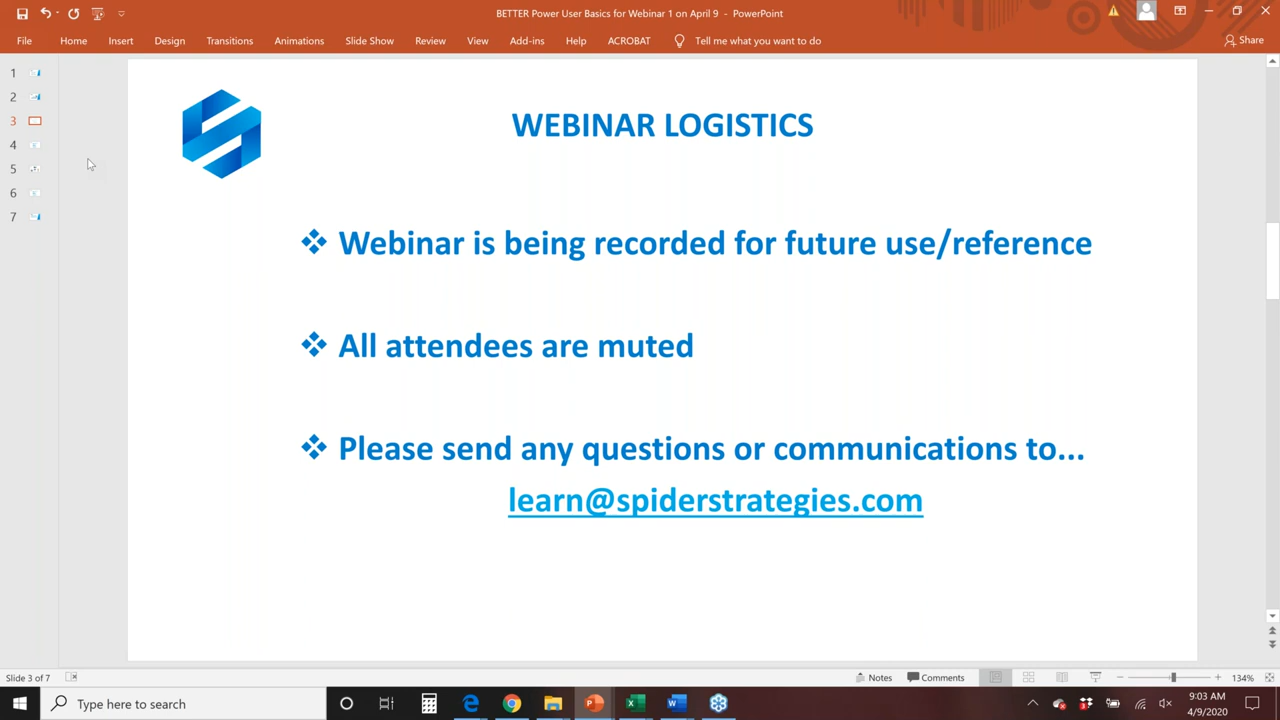 BETTER Power User Basics for Webinar 1 on April 9 - PowerPoint
File Home Insert Design Transitions Animations Slide Show Review View Add-ins Help ACROBAT Tell me what you want to do Share
1
2
3
4
5
6
7
WEBINAR LOGISTICS
❖ Webinar is being recorded for future use/reference
❖ All attendees are muted
❖ Please send any questions or communications to...
learn@spiderstrategies.com
Slide 3 of 7 Notes Comments 134%
Type here to search
9:03 AM
4/9/2020